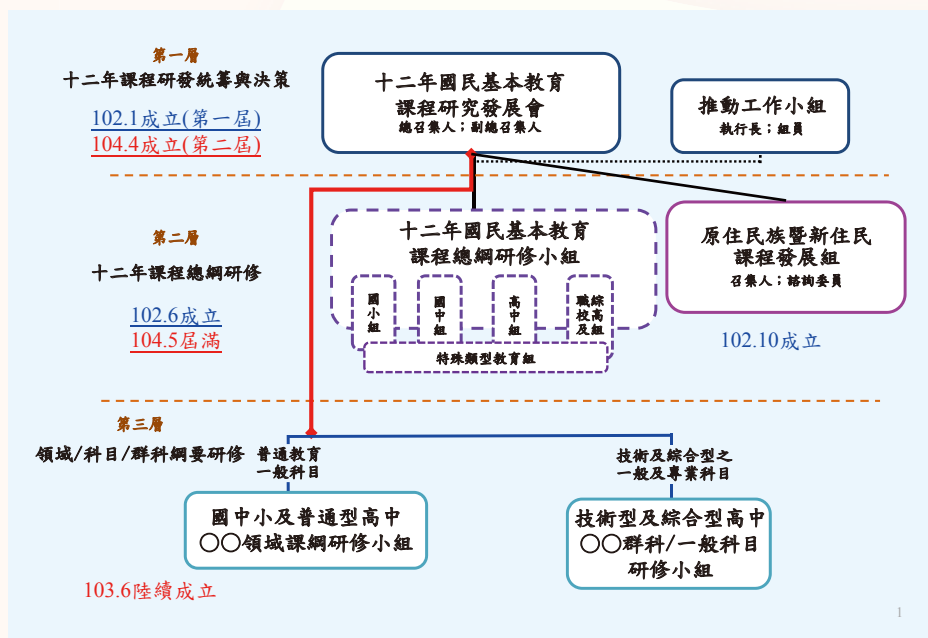 第一層
十二年課程研發統籌與決策
102.1成立(第一屆)
104.4成立(第二屆)
十二年國民基本教育
課程研究發展會
總召集人；副總召集人
推動工作小組
執行長；組員
第二層
十二年課程總綱研修
102.6成立
104.5屆滿
十二年國民基本教育
課程總綱研修小組
國小組
國中組
高中組
職校及
綜高組
特殊類型教育組
原住民族暨新住民
課程發展組
召集人；諮詢委員
102.10成立
第三層
領域/科目/群科綱要研修
普通教育
一般科目
技術及綜合型之
一般及專業科目
國中小及普通型高中
○○領域課綱研修小組
技術型及綜合型高中
○○群科/一般科目
研修小組
103.6陸續成立
1